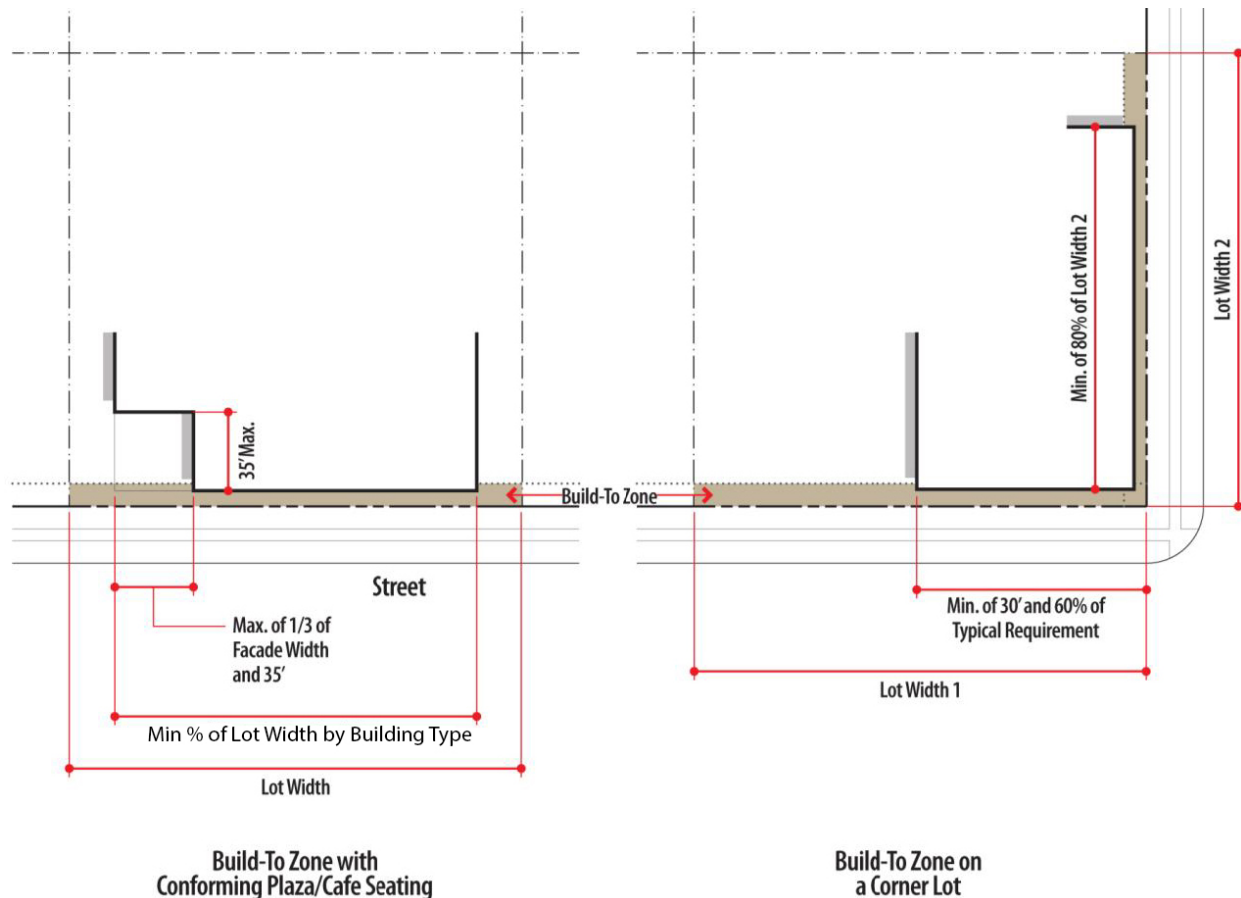 35' Max.
Build-To Zone
Street
Max. of 1/3 of
Facade Width
and 35'
Min % of Lot Width by Building Type
Lot Width
Build-To Zone with
Conforming Plaza/Cafe Seating
Min. of 80% of Lot Width 2
Lot Width 2
Min. of 30' and 60% of
Typical Requirement
Lot Width 1
Build-To Zone on
a Corner Lot